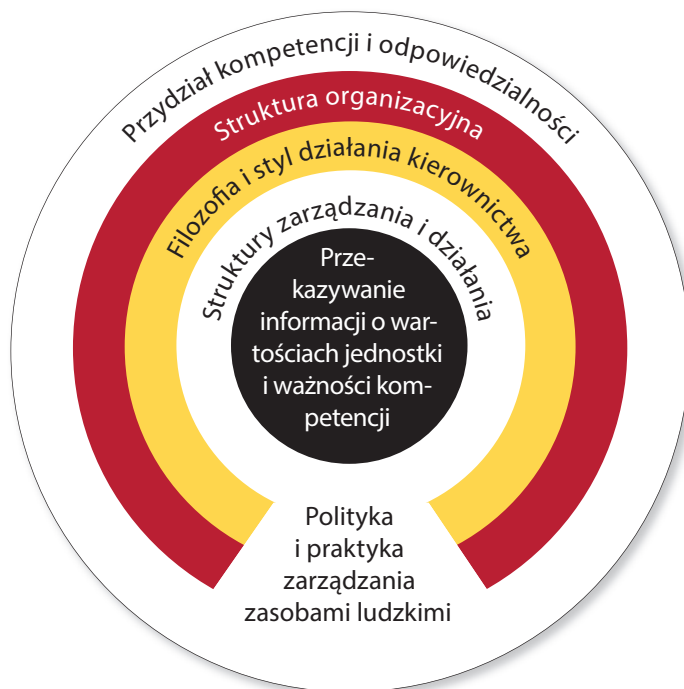 Przydział kompetencji i odpowiedzialności
Struktura organizacyjna
Filozofia i styl działania kierownictwa
Struktury zarządzania i działania
Prze-
kazywanie
informacji o war-
tościach jednostki
i ważności kom-
petencji
Polityka
i praktyka
zarządzania
zasobami ludzkimi